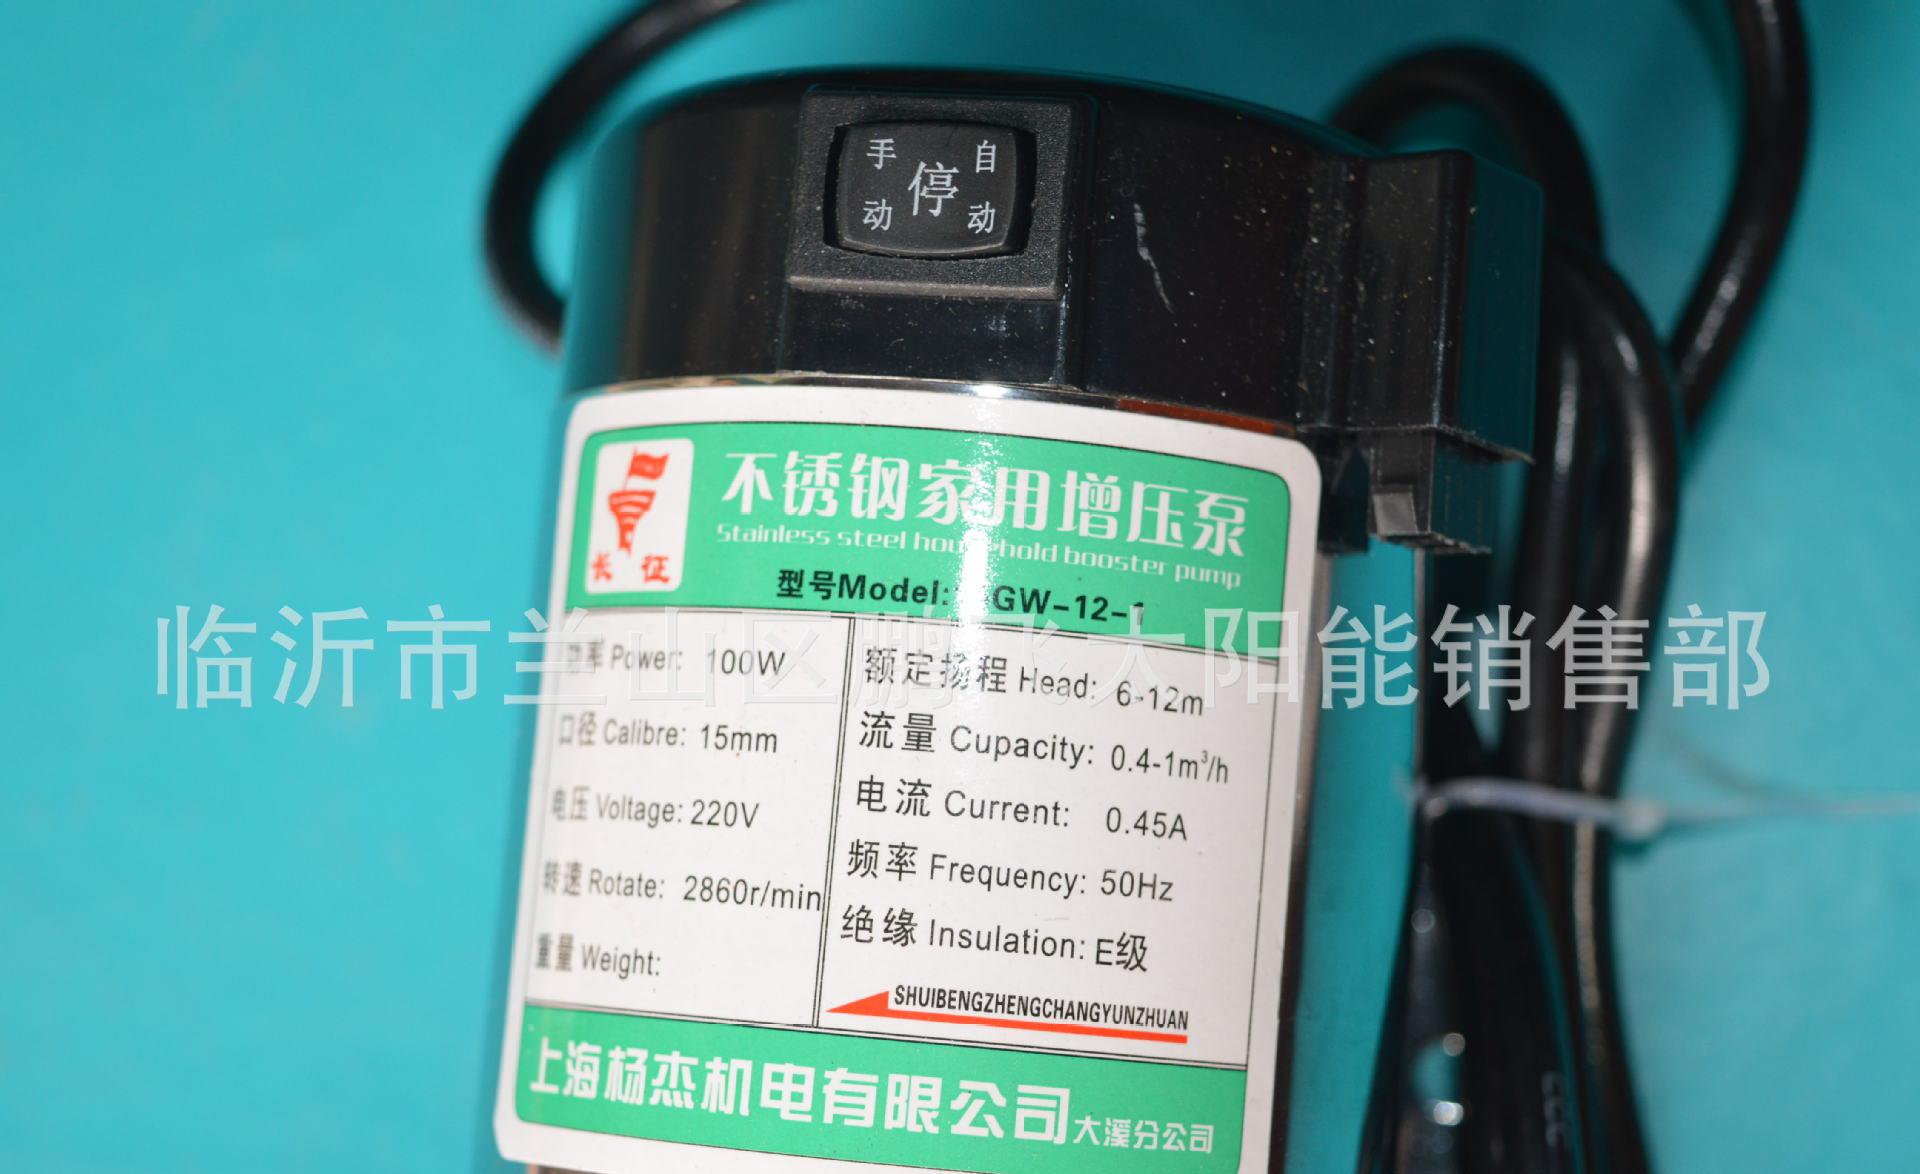 手 自
停
动 动
长征
不锈钢家用增压泵
Stainless steel household booster pump
型号Model: GW-12-1
临沂市兰山区鹏飞太阳能销售部
功率 Power: 100W
口径 Calibre: 15mm
电压 Voltage: 220V
转速 Rotate: 2860r/min
重量 Weight:
额定扬程 Head: 6-12m
流量 Cupacity: 0.4-1m³/h
电流 Current: 0.45A
频率 Frequency: 50Hz
绝缘 Insulation: E级
SHUIBENGZHENGCHANGYUNZHUAN
上海杨杰机电有限公司大溪分公司